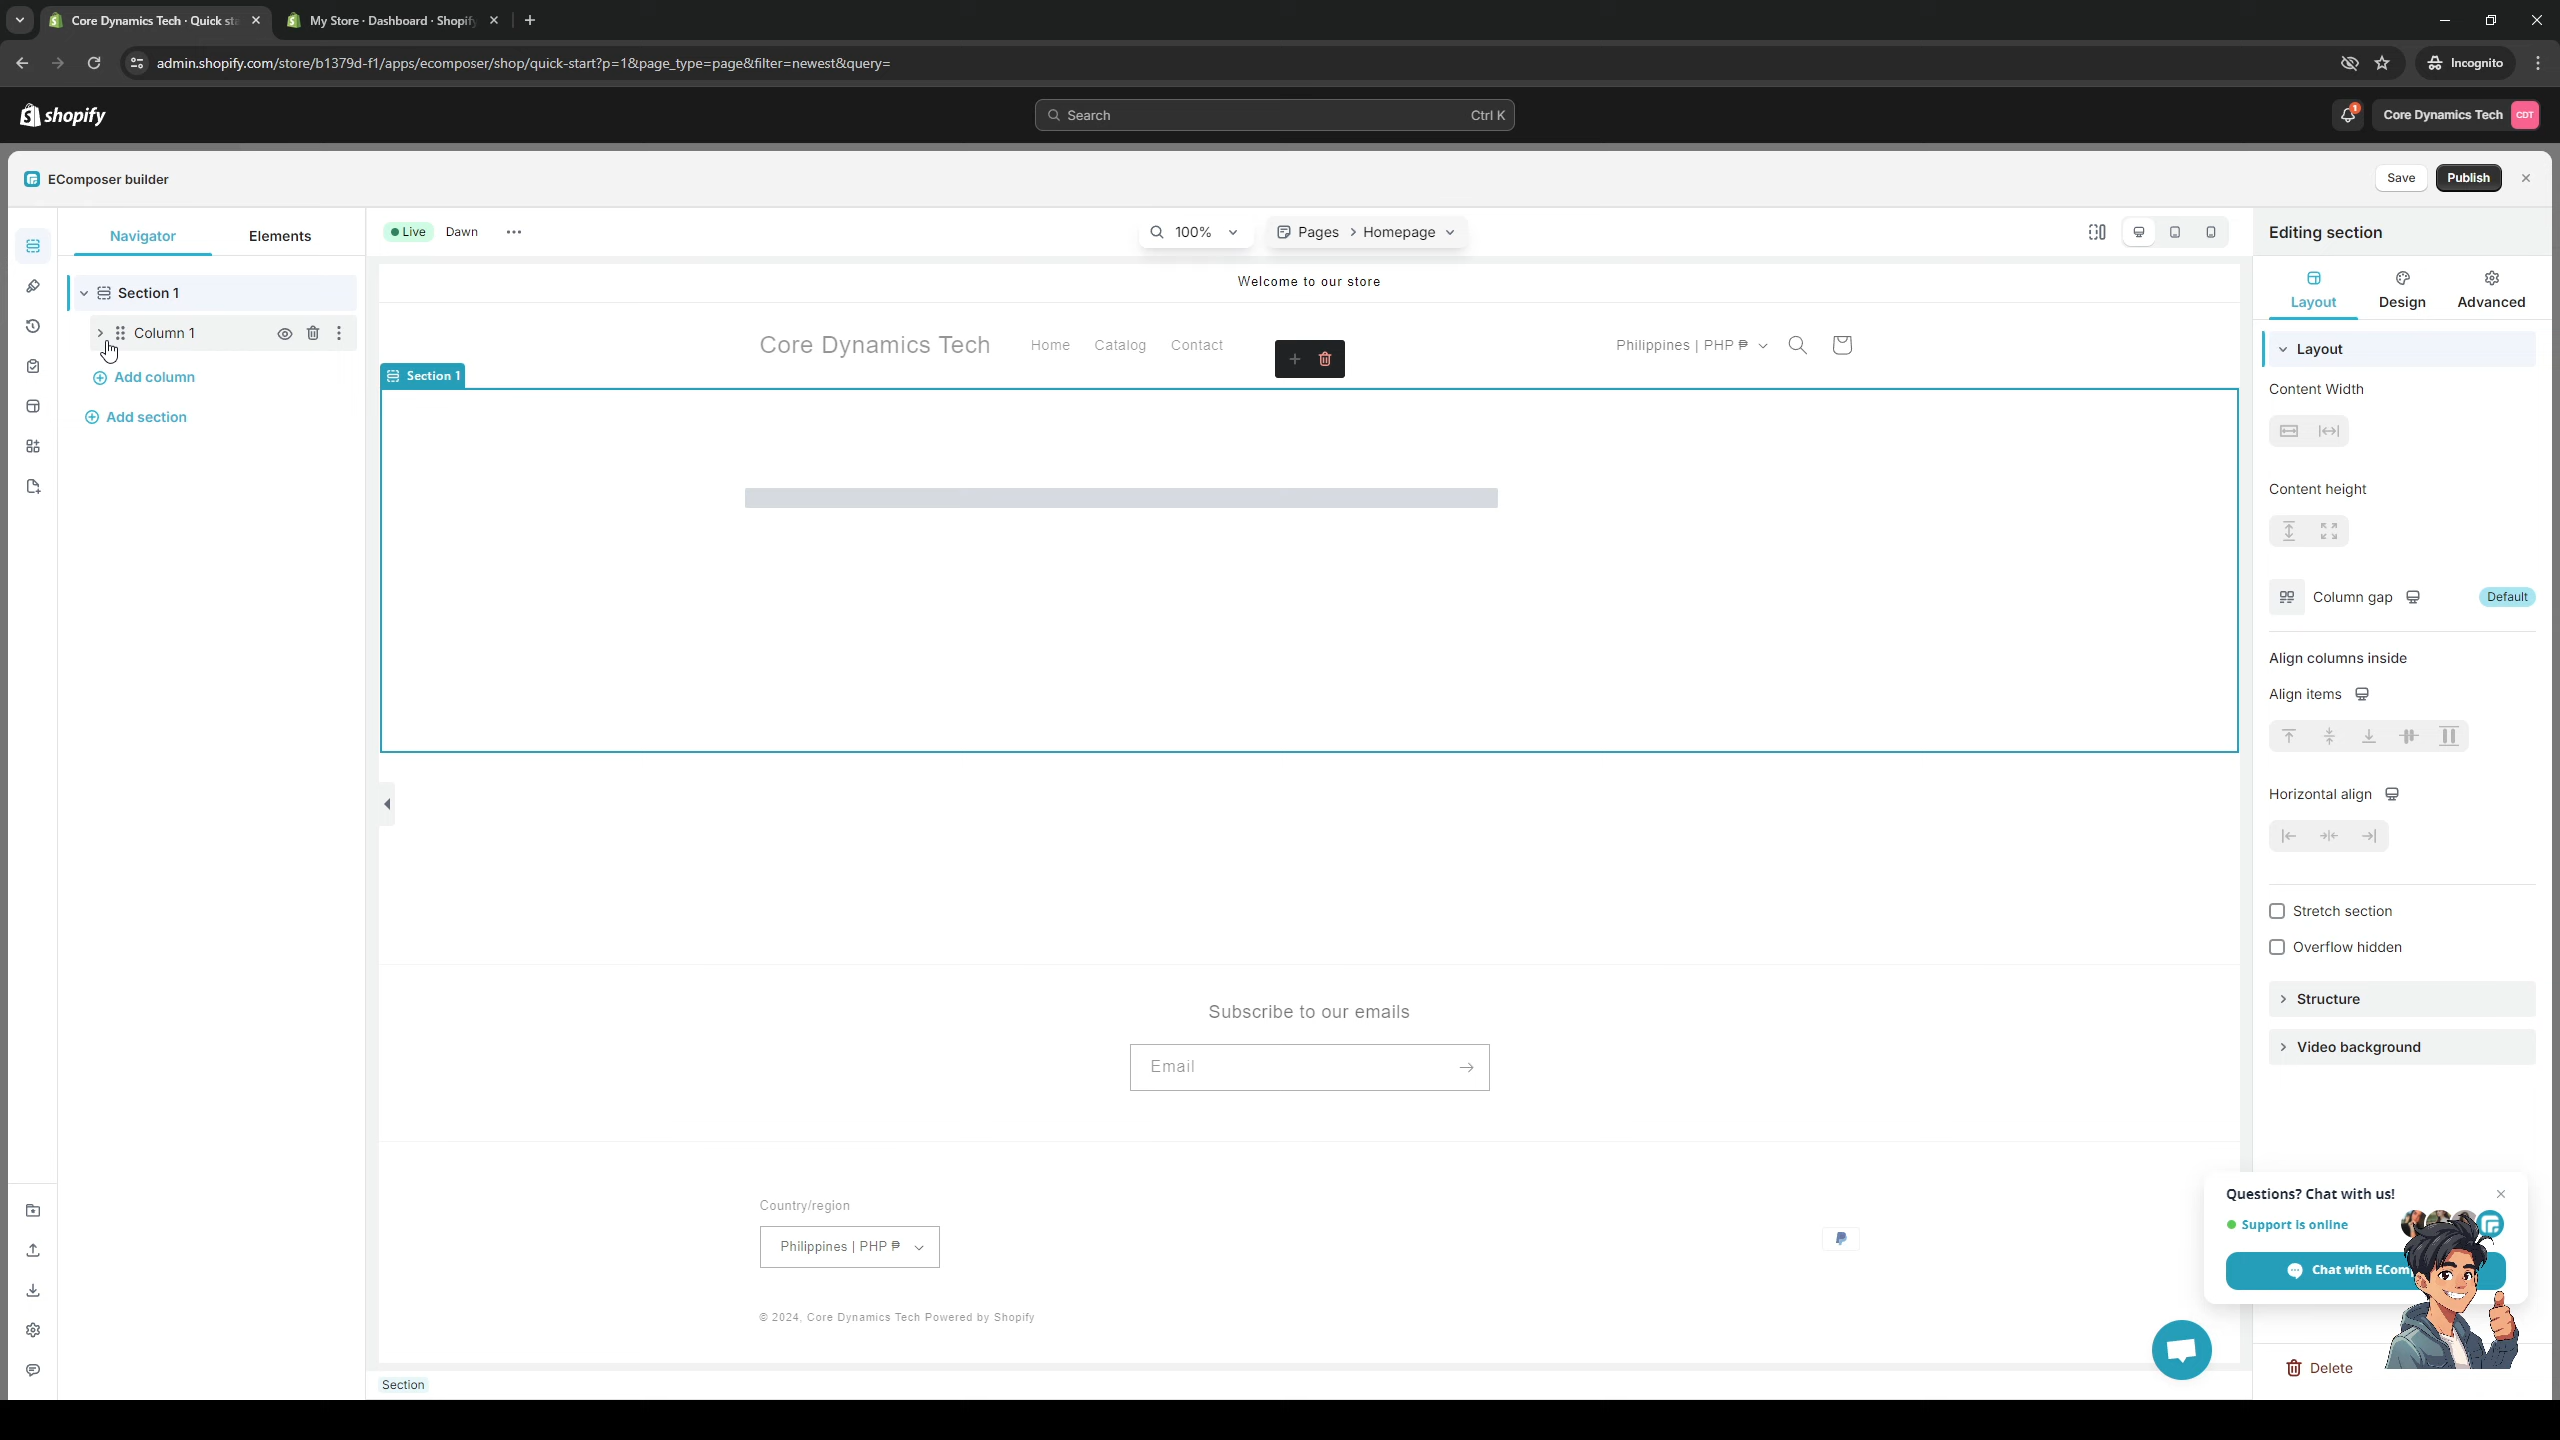 Core Dynamics Tech · Quick st
My Store · Dashboard · Shopify
admin.shopify.com/store/b1379d-f1/apps/ecomposer/shop/quick-start?p=1&page_type=page&filter=newest&query=
Incognito
shopify
Search
Ctrl K
1
Core Dynamics Tech
CDT
EComposer builder
Save
Publish
Navigator
Elements
Live
Dawn
100%
Pages > Homepage
Editing section
Section 1
Column 1
Add column
Add section
Welcome to our store
Core Dynamics Tech
Home
Catalog
Contact
Philippines | PHP ₱
Section 1
Layout
Design
Advanced
Layout
Content Width
Content height
Column gap
Default
Align columns inside
Align items
Horizontal align
Stretch section
Overflow hidden
Structure
Video background
Subscribe to our emails
Email
Country/region
Philippines | PHP ₱
© 2024, Core Dynamics Tech Powered by Shopify
Questions? Chat with us!
Support is online
Chat with EComp
Delete
Section